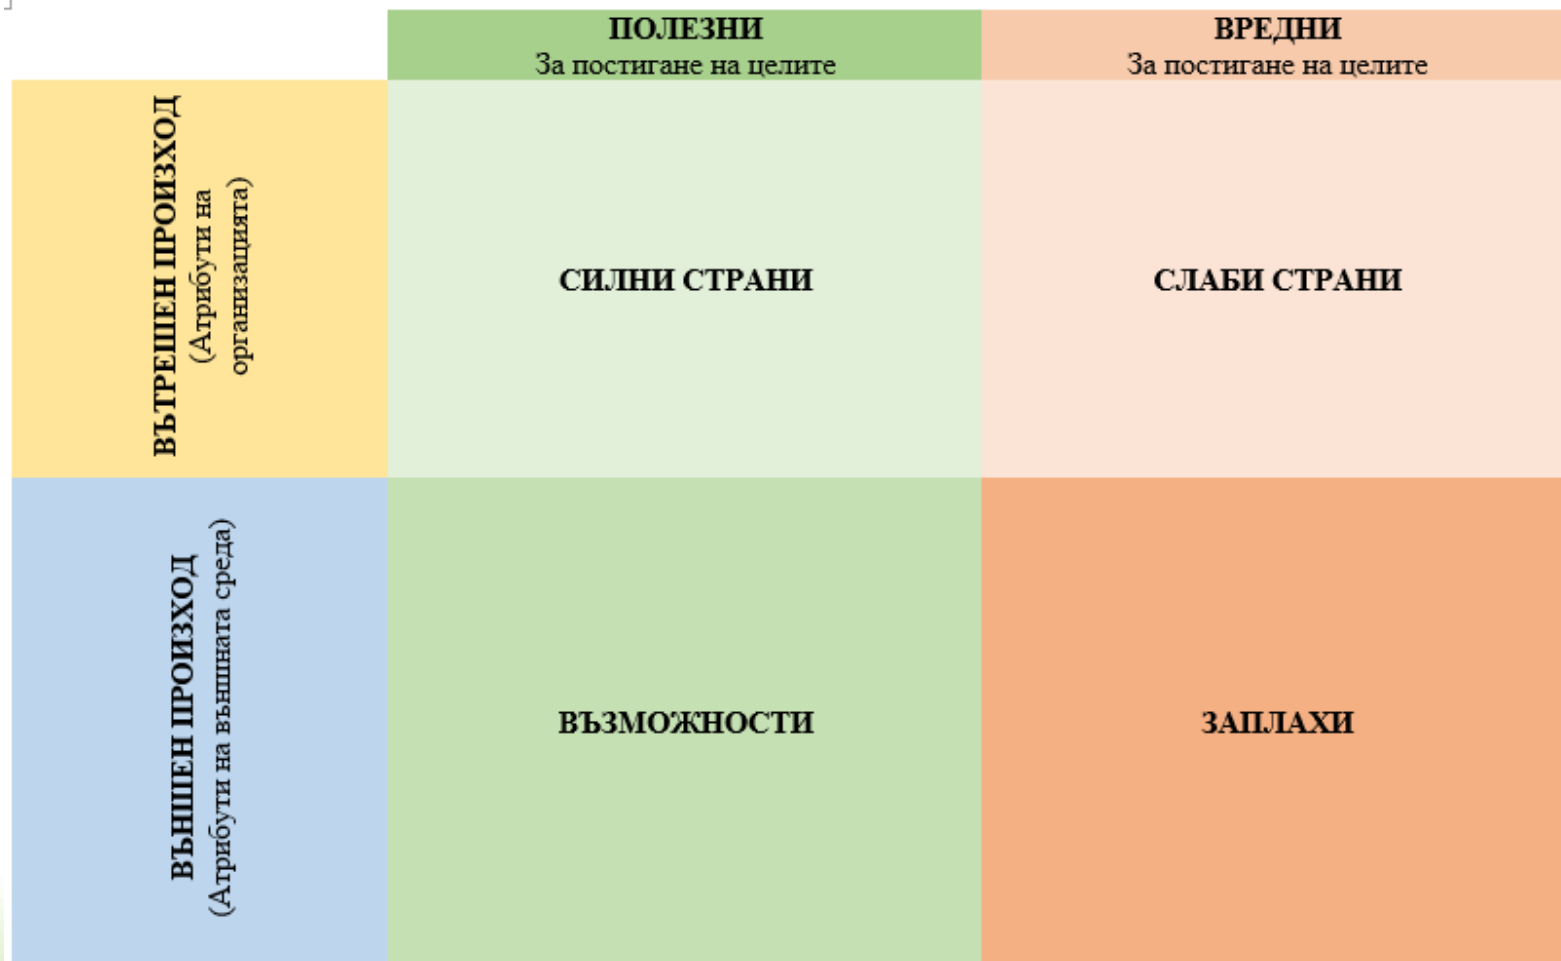 ПОЛЕЗНИ
За постигане на целите
ВРЕДНИ
За постигане на целите
ВЪТРЕШЕН ПРОИЗХОД
(Атрибути на
организацията)
СИЛНИ СТРАНИ
СЛАБИ СТРАНИ
ВЪНШЕН ПРОИЗХОД
(Атрибути на външната среда)
ВЪЗМОЖНОСТИ
ЗАПЛАХИ